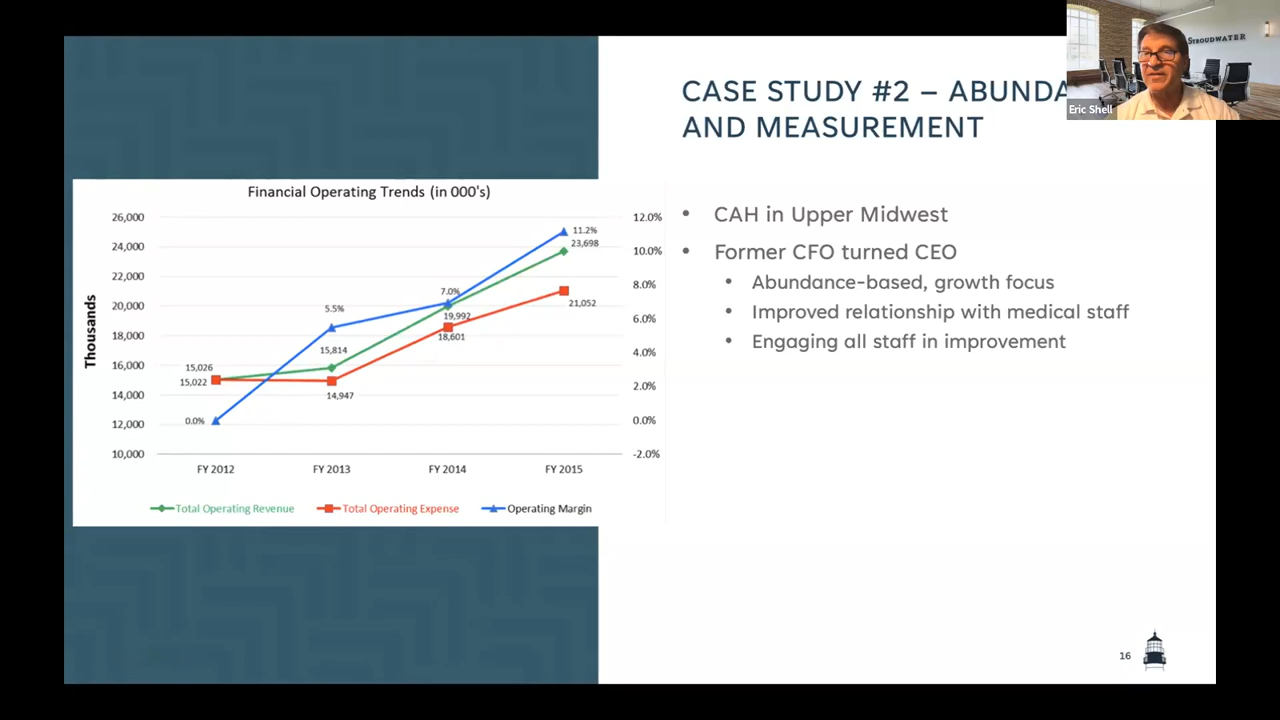 STROUDWATER
Eric Shell
CASE STUDY #2 – ABUNDA
AND MEASUREMENT
Financial Operating Trends (in 000's)
Thousands
26,000
24,000
22,000
20,000
18,000
16,000
14,000
12,000
10,000
12.0%
10.0%
8.0%
6.0%
4.0%
2.0%
0.0%
-2.0%
15,026
15,022
0.0%
5.5%
15,814
14,947
7.0%
19,992
18,601
11.2%
23,698
21,052
FY 2012 FY 2013 FY 2014 FY 2015
Total Operating Revenue Total Operating Expense Operating Margin
• CAH in Upper Midwest
• Former CFO turned CEO
• Abundance-based, growth focus
• Improved relationship with medical staff
• Engaging all staff in improvement
16